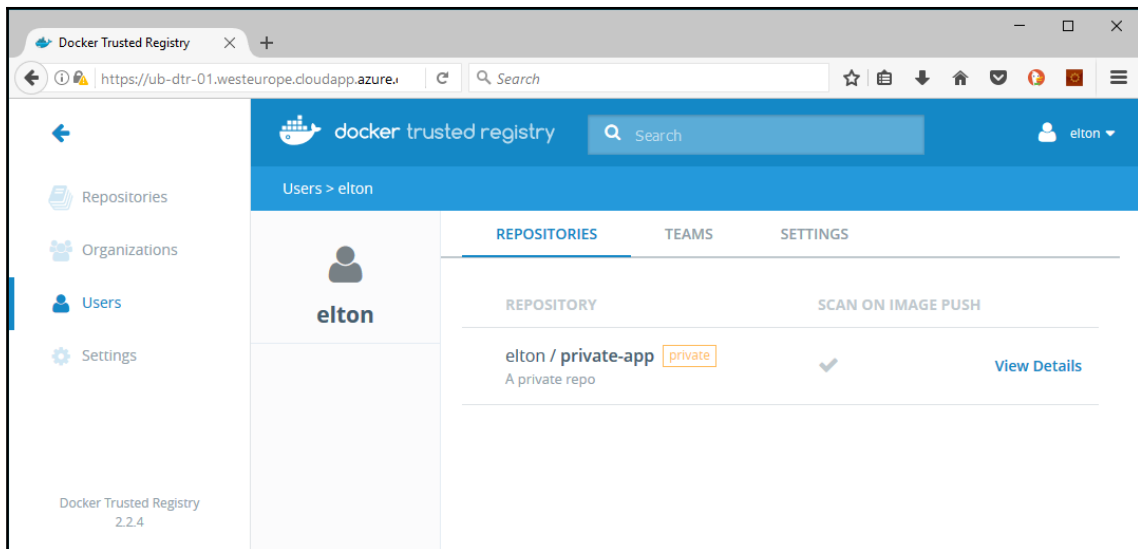 Docker Trusted Registry
https://ub-dtr-01.westeurope.cloudapp.azure.
Search
docker trusted registry
Search
elton
Repositories
Organizations
Users
Settings
Users > elton
elton
REPOSITORIES TEAMS SETTINGS
REPOSITORY SCAN ON IMAGE PUSH
elton / private-app private
View Details
A private repo
Docker Trusted Registry
2.2.4